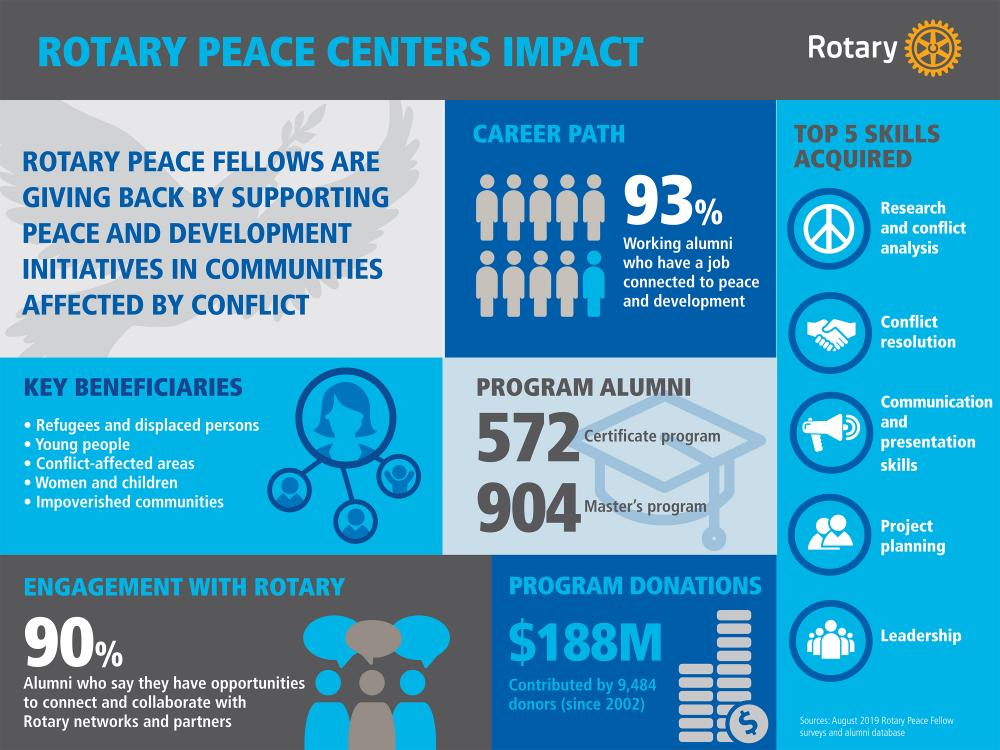 ROTARY PEACE CENTERS IMPACT
Rotary
ROTARY PEACE FELLOWS ARE
GIVING BACK BY SUPPORTING
PEACE AND DEVELOPMENT
INITIATIVES IN COMMUNITIES
AFFECTED BY CONFLICT
CAREER PATH
93%
Working alumni
who have a job
connected to peace
and development
KEY BENEFICIARIES
• Refugees and displaced persons
• Young people
• Conflict-affected areas
• Women and children
• Impoverished communities
PROGRAM ALUMNI
572 Certificate program
904 Master's program
ENGAGEMENT WITH ROTARY
90%
Alumni who say they have opportunities
to connect and collaborate with
Rotary networks and partners
PROGRAM DONATIONS
$188M
Contributed by 9,484
donors (since 2002)
$
TOP 5 SKILLS
ACQUIRED
Research
and conflict
analysis
Conflict
resolution
Communication
and
presentation
skills
Project
planning
Leadership
Sources: August 2019 Rotary Peace Fellow
surveys and alumni database